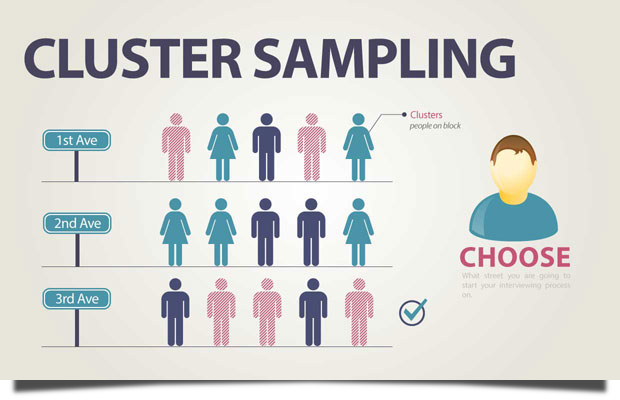 CLUSTER SAMPLING
1st Ave
Clusters
people on block
2nd Ave
3rd Ave
CHOOSE
What street you are going to
start your interviewing process
on.